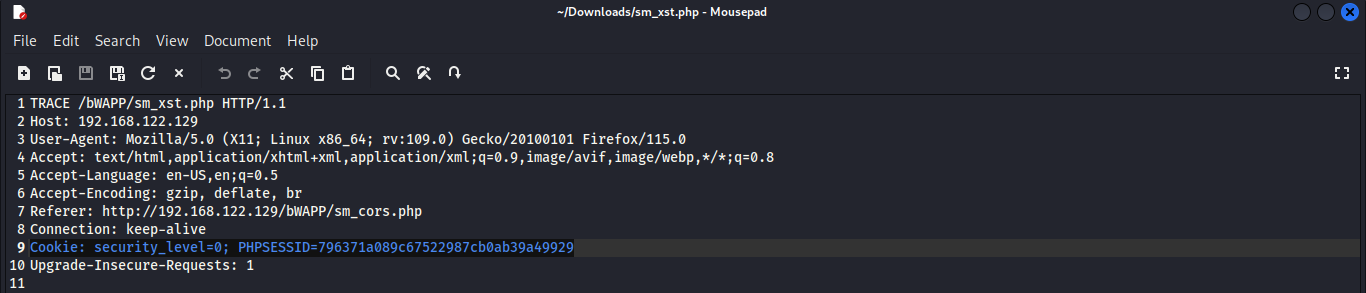 ~/Downloads/sm_xst.php - Mousepad
File Edit Search View Document Help
1 TRACE /bWAPP/sm_xst.php HTTP/1.1
2 Host: 192.168.122.129
3 User-Agent: Mozilla/5.0 (X11; Linux x86_64; rv:109.0) Gecko/20100101 Firefox/115.0
4 Accept: text/html,application/xhtml+xml,application/xml;q=0.9,image/avif,image/webp,*/*;q=0.8
5 Accept-Language: en-US,en;q=0.5
6 Accept-Encoding: gzip, deflate, br
7 Referer: http://192.168.122.129/bWAPP/sm_cors.php
8 Connection: keep-alive
9 Cookie: security_level=0; PHPSESSID=796371a089c67522987cb0ab39a49929
10 Upgrade-Insecure-Requests: 1
11